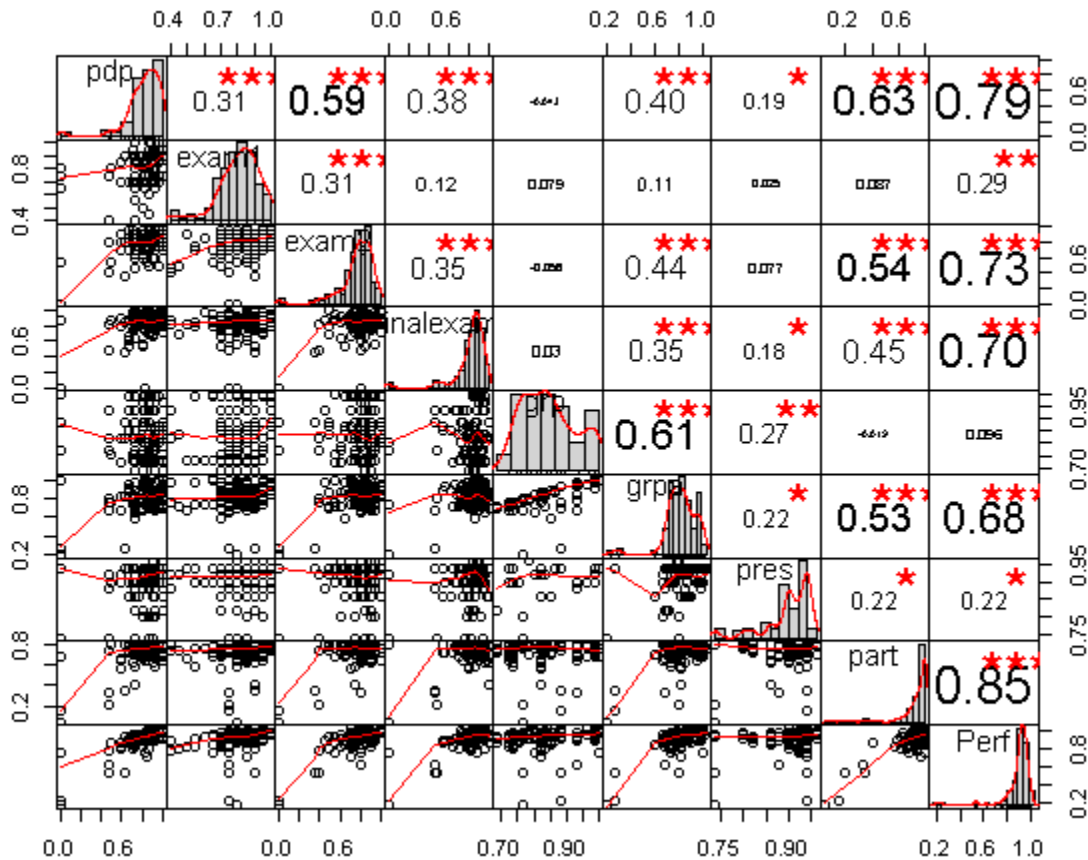 0.4 0.7 1.0 0.0 0.6 0.2 0.6 1.0 0.2 0.6
pdp *** 0.31 *** 0.59 *** 0.38 *** 0.40 * 0.19 *** 0.63 *** 0.79 0.0 0.6
0.4 0.8 exam1 *** 0.31 0.12 0.079 0.11 0.087 ** 0.29
exam *** 0.35 *** 0.44 0.077 *** 0.54 *** 0.73 0.0 0.6
0.0 0.6 inalexam 0.03 *** 0.35 * 0.18 *** 0.45 *** 0.70
*** 0.61 ** 0.27 0.096 0.70 0.95
0.2 0.8 grp * 0.22 *** 0.53 *** 0.68
pres * 0.22 * 0.22 0.75 0.95
0.2 0.8 part *** 0.85
Perf 0.2 0.8
0.0 0.6 0.0 0.6 0.70 0.90 0.75 0.90 0.2 0.6 1.0